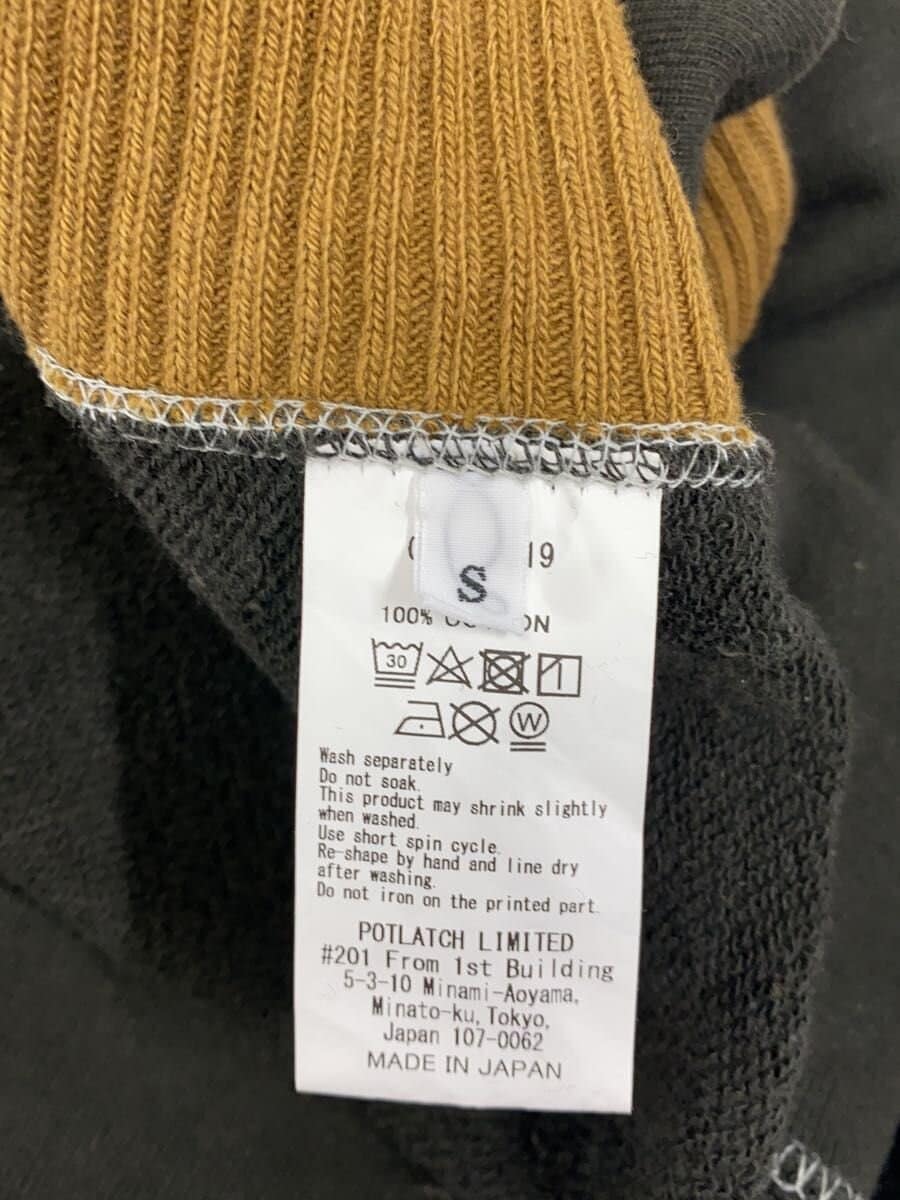 19
S
100%
30
W
Wash separately
Do not soak.
This product may shrink slightly
when washed.
Use short spin cycle.
Re-shape by hand and line dry
after washing.
Do not iron on the printed part.
POTLATCH LIMITED
#201 From 1st Building
5-3-10 Minami-Aoyama,
Minato-ku, Tokyo,
Japan 107-0062
MADE IN JAPAN